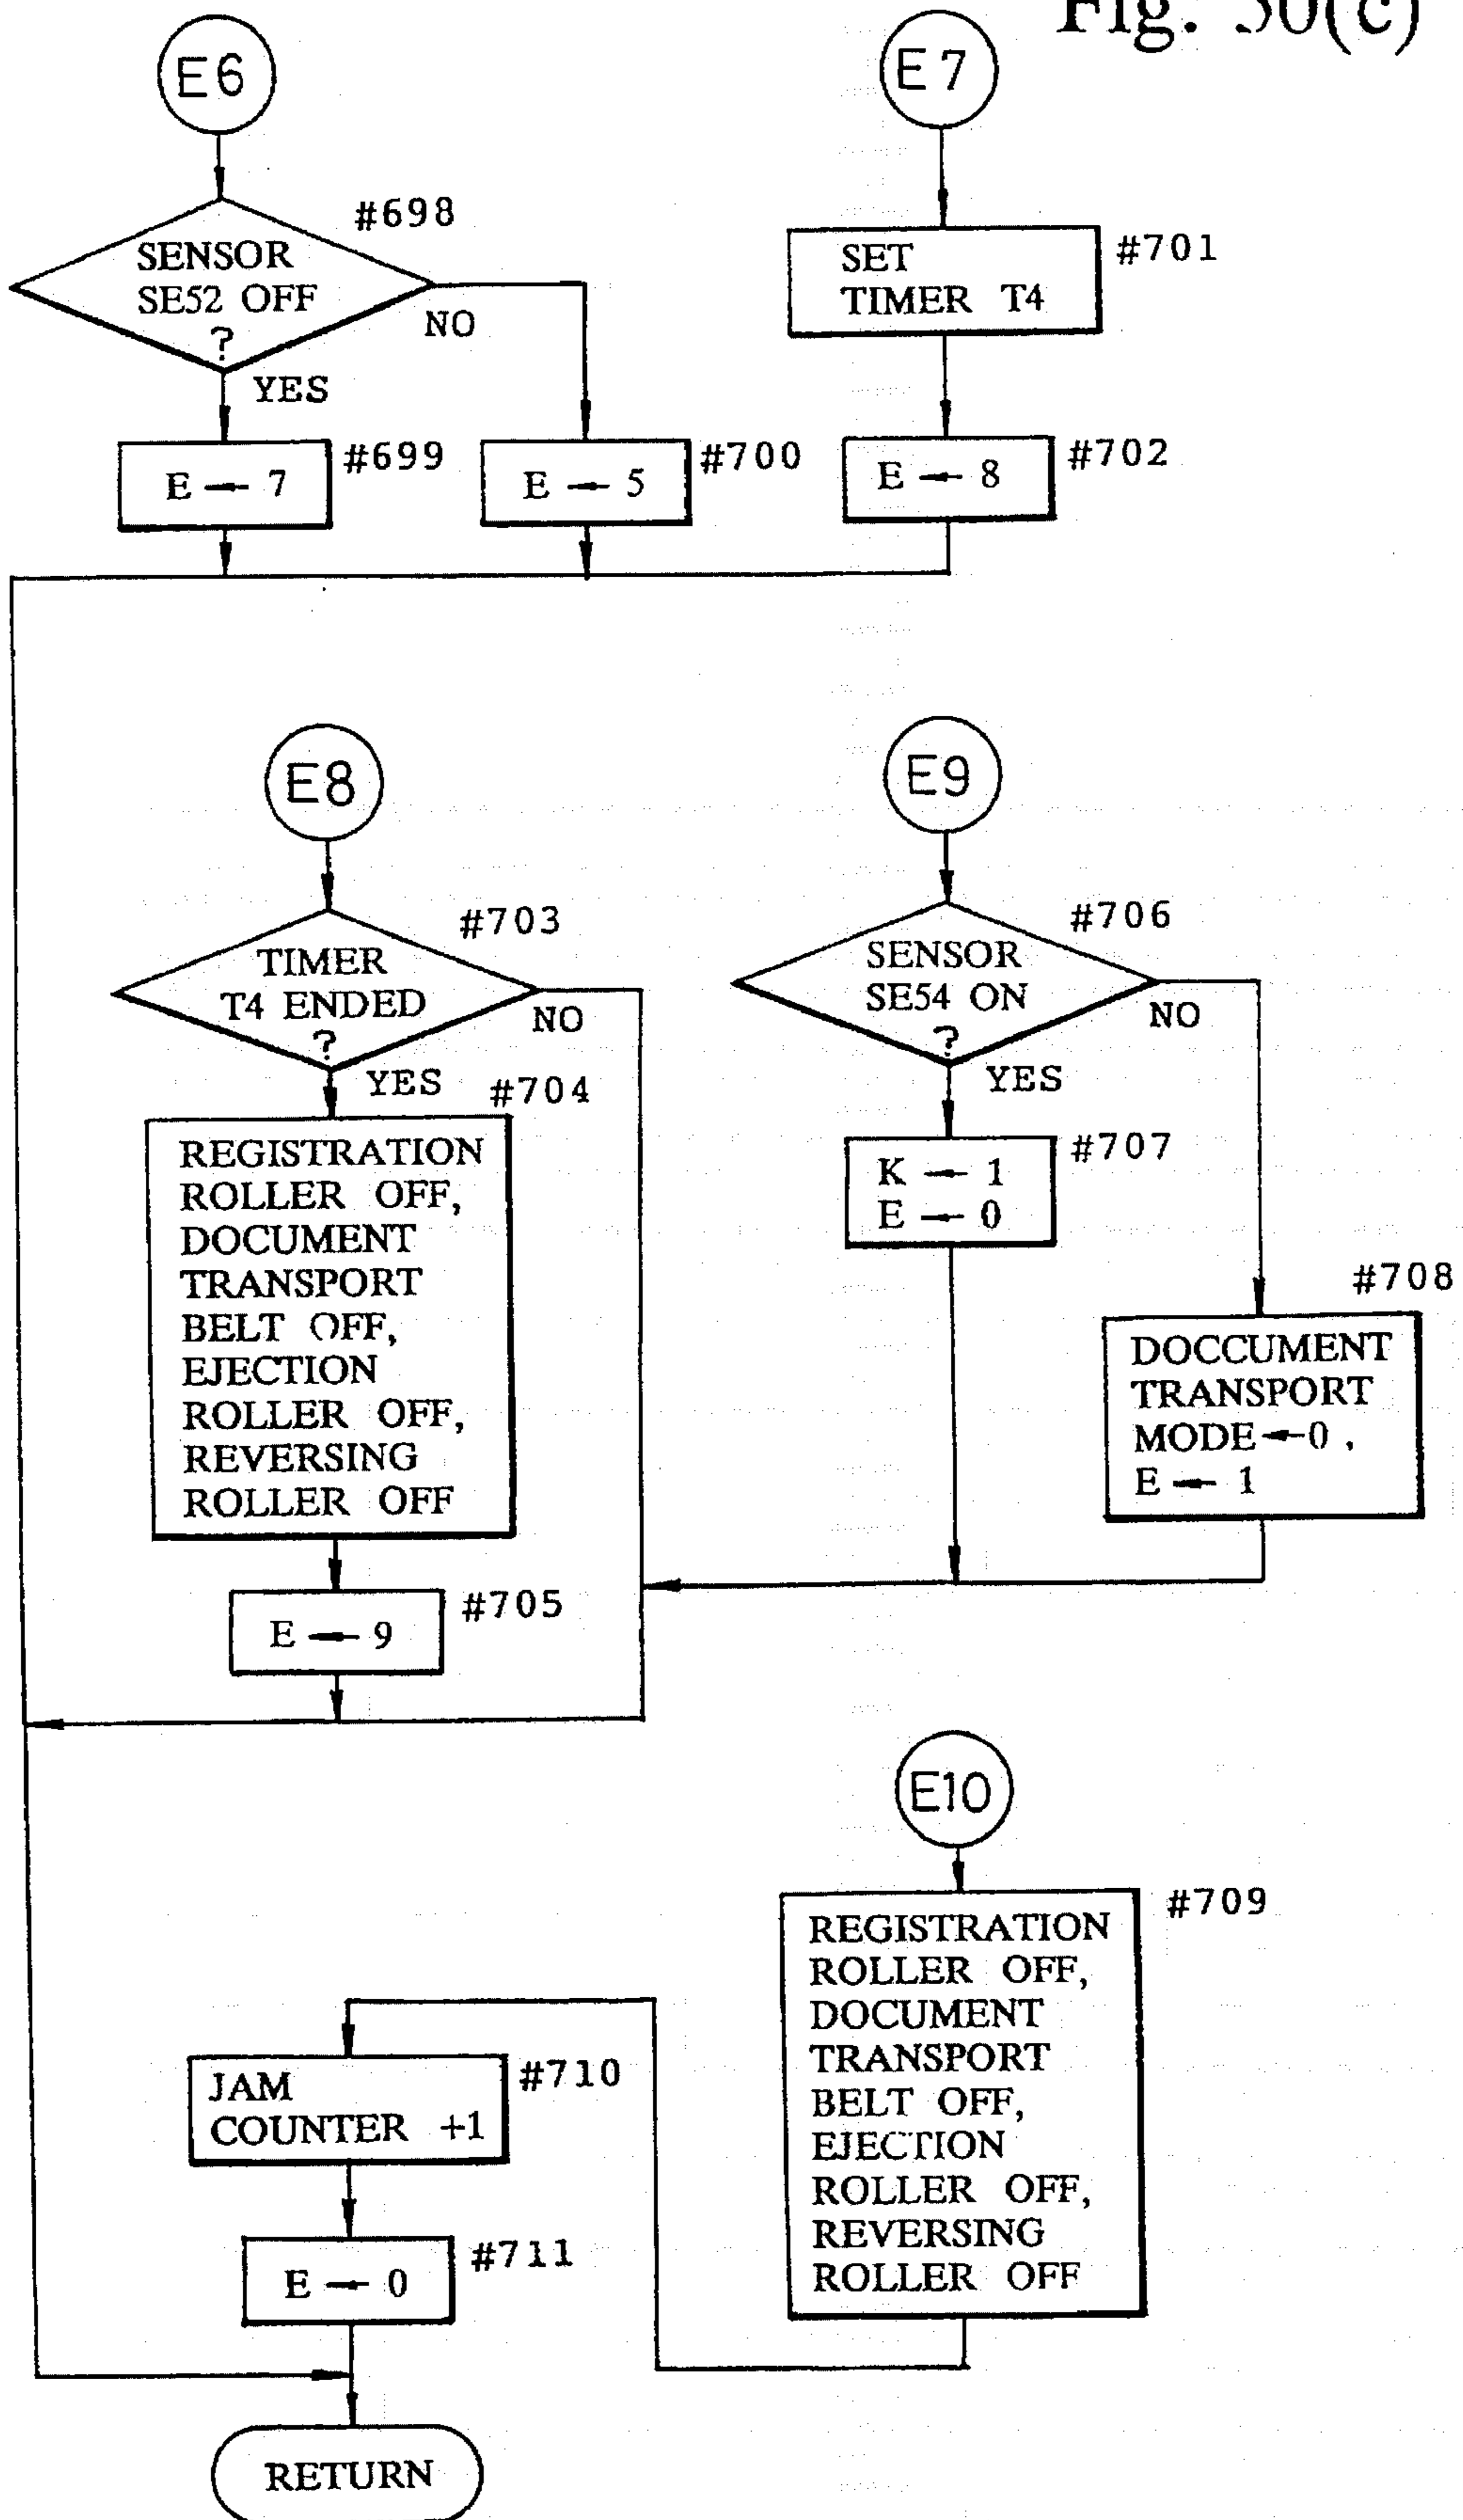 E6
#698
SENSOR
SE52 OFF
?
NO
YES
E ← 7
#699
E ← 5
#700
E7
SET
TIMER T4
#701
E ← 8
#702
E8
#703
TIMER
T4 ENDED
?
NO
YES
#704
REGISTRATION
ROLLER OFF,
DOCUMENT
TRANSPORT
BELT OFF,
EJECTION
ROLLER OFF,
REVERSING
ROLLER OFF
E ← 9
#705
E9
#706
SENSOR
SE54 ON
?
NO
YES
K ← 1
E ← 0
#707
#708
DOCCUMENT
TRANSPORT
MODE←0 ,
E ← 1
E10
#709
REGISTRATION
ROLLER OFF,
DOCUMENT
TRANSPORT
BELT OFF,
EJECTION
ROLLER OFF,
REVERSING
ROLLER OFF
JAM
COUNTER +1
#710
E ← 0
#711
RETURN
Fig.